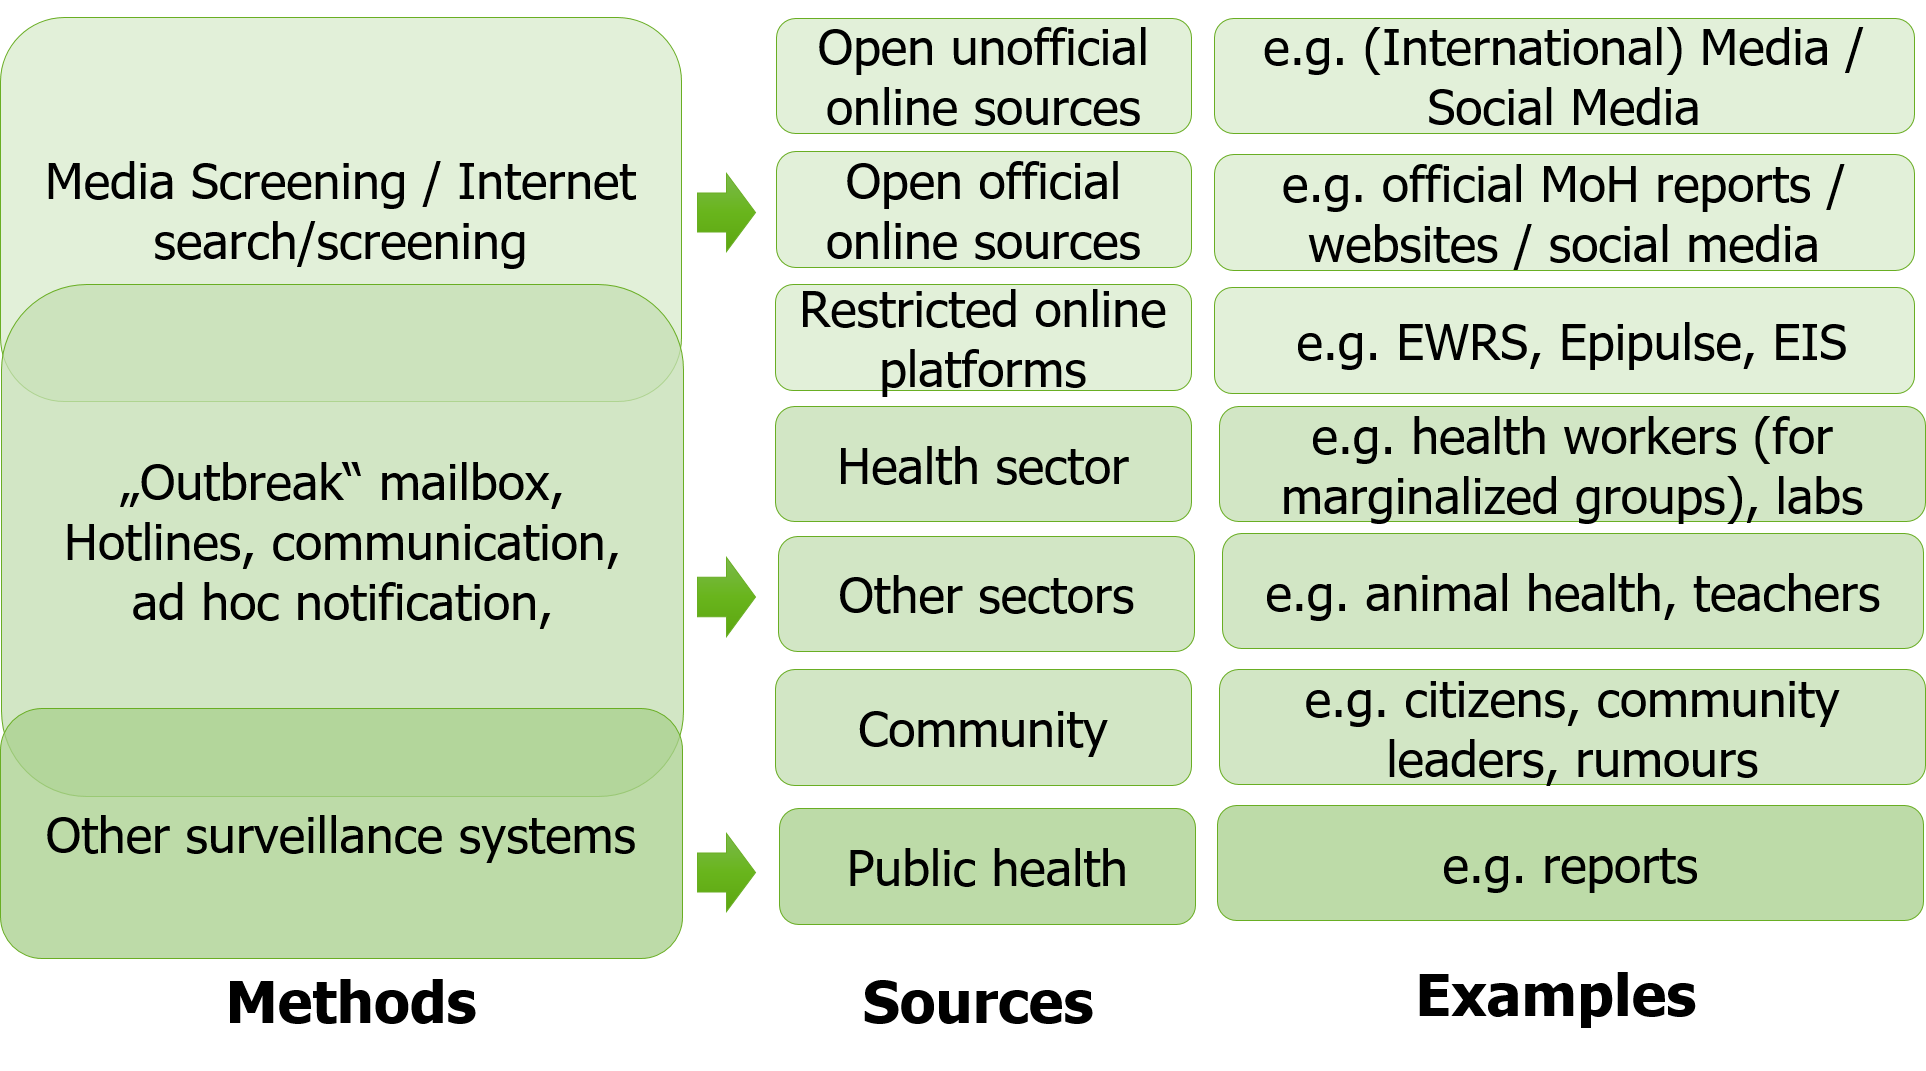 Media Screening / Internet
search/screening
„Outbreak“ mailbox,
Hotlines, communication,
ad hoc notification,
Other surveillance systems
Methods
Open unofficial
online sources
Open official
online sources
Restricted online
platforms
Health sector
Other sectors
Community
Public health
Sources
e.g. (International) Media /
Social Media
e.g. official MoH reports /
websites / social media
e.g. EWRS, Epipulse, EIS
e.g. health workers (for
marginalized groups), labs
e.g. animal health, teachers
e.g. citizens, community
leaders, rumours
e.g. reports
Examples